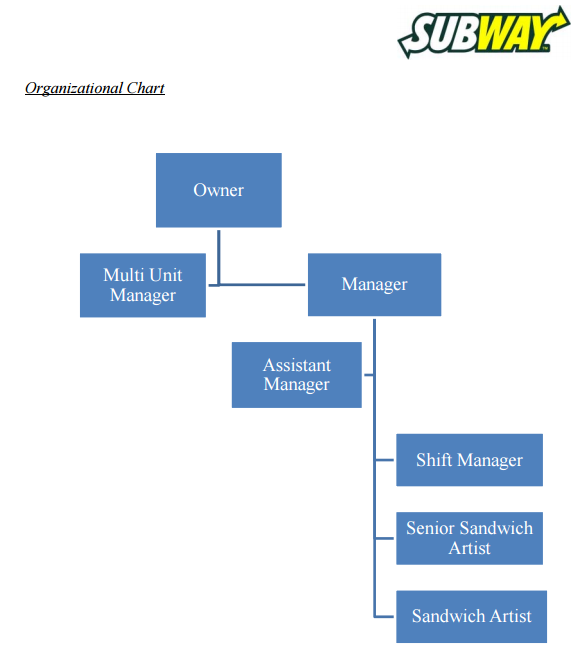 SUBWAY
Organizational Chart
Owner
Multi Unit
Manager
Manager
Assistant
Manager
Shift Manager
Senior Sandwich
Artist
Sandwich Artist